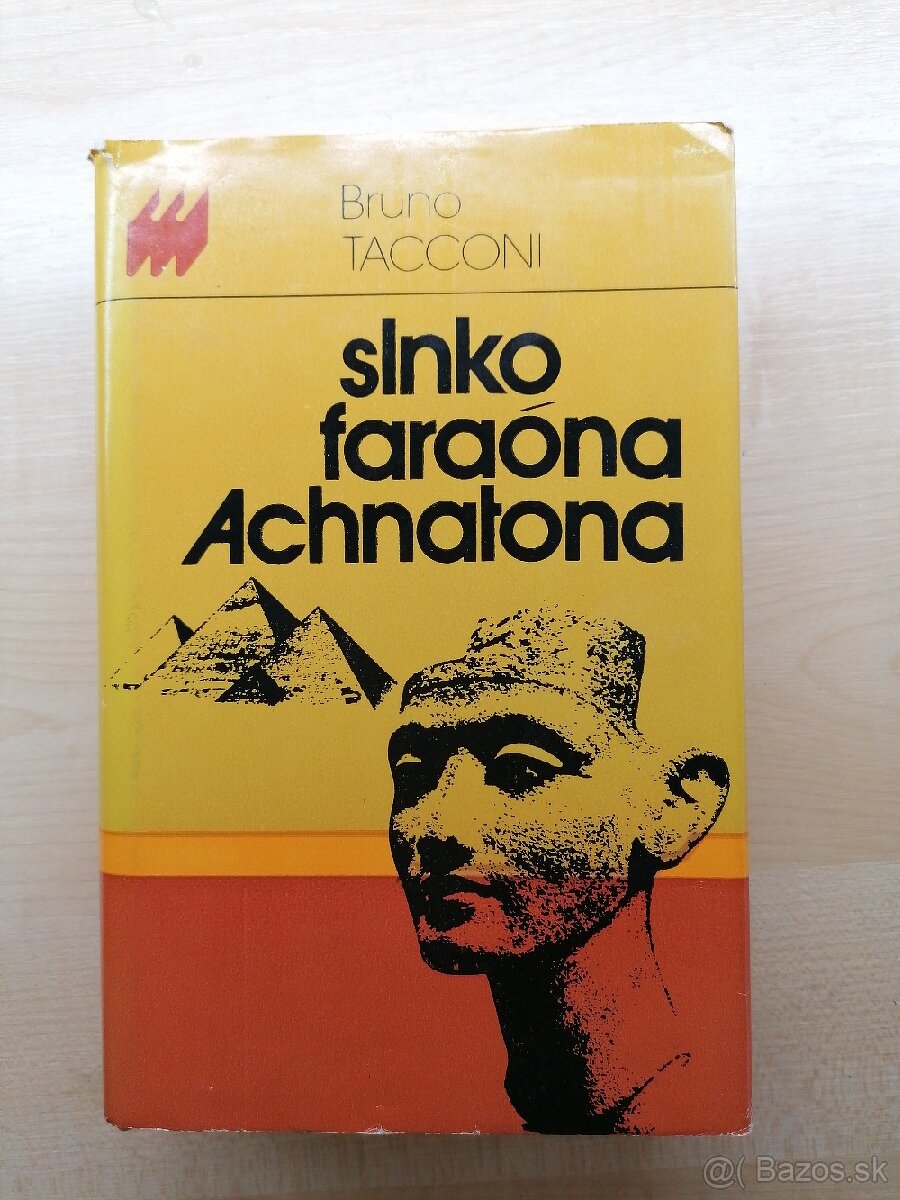 Bruno
TACCONI
slnko
faraóna
Achnatona
@( Bazos.sk